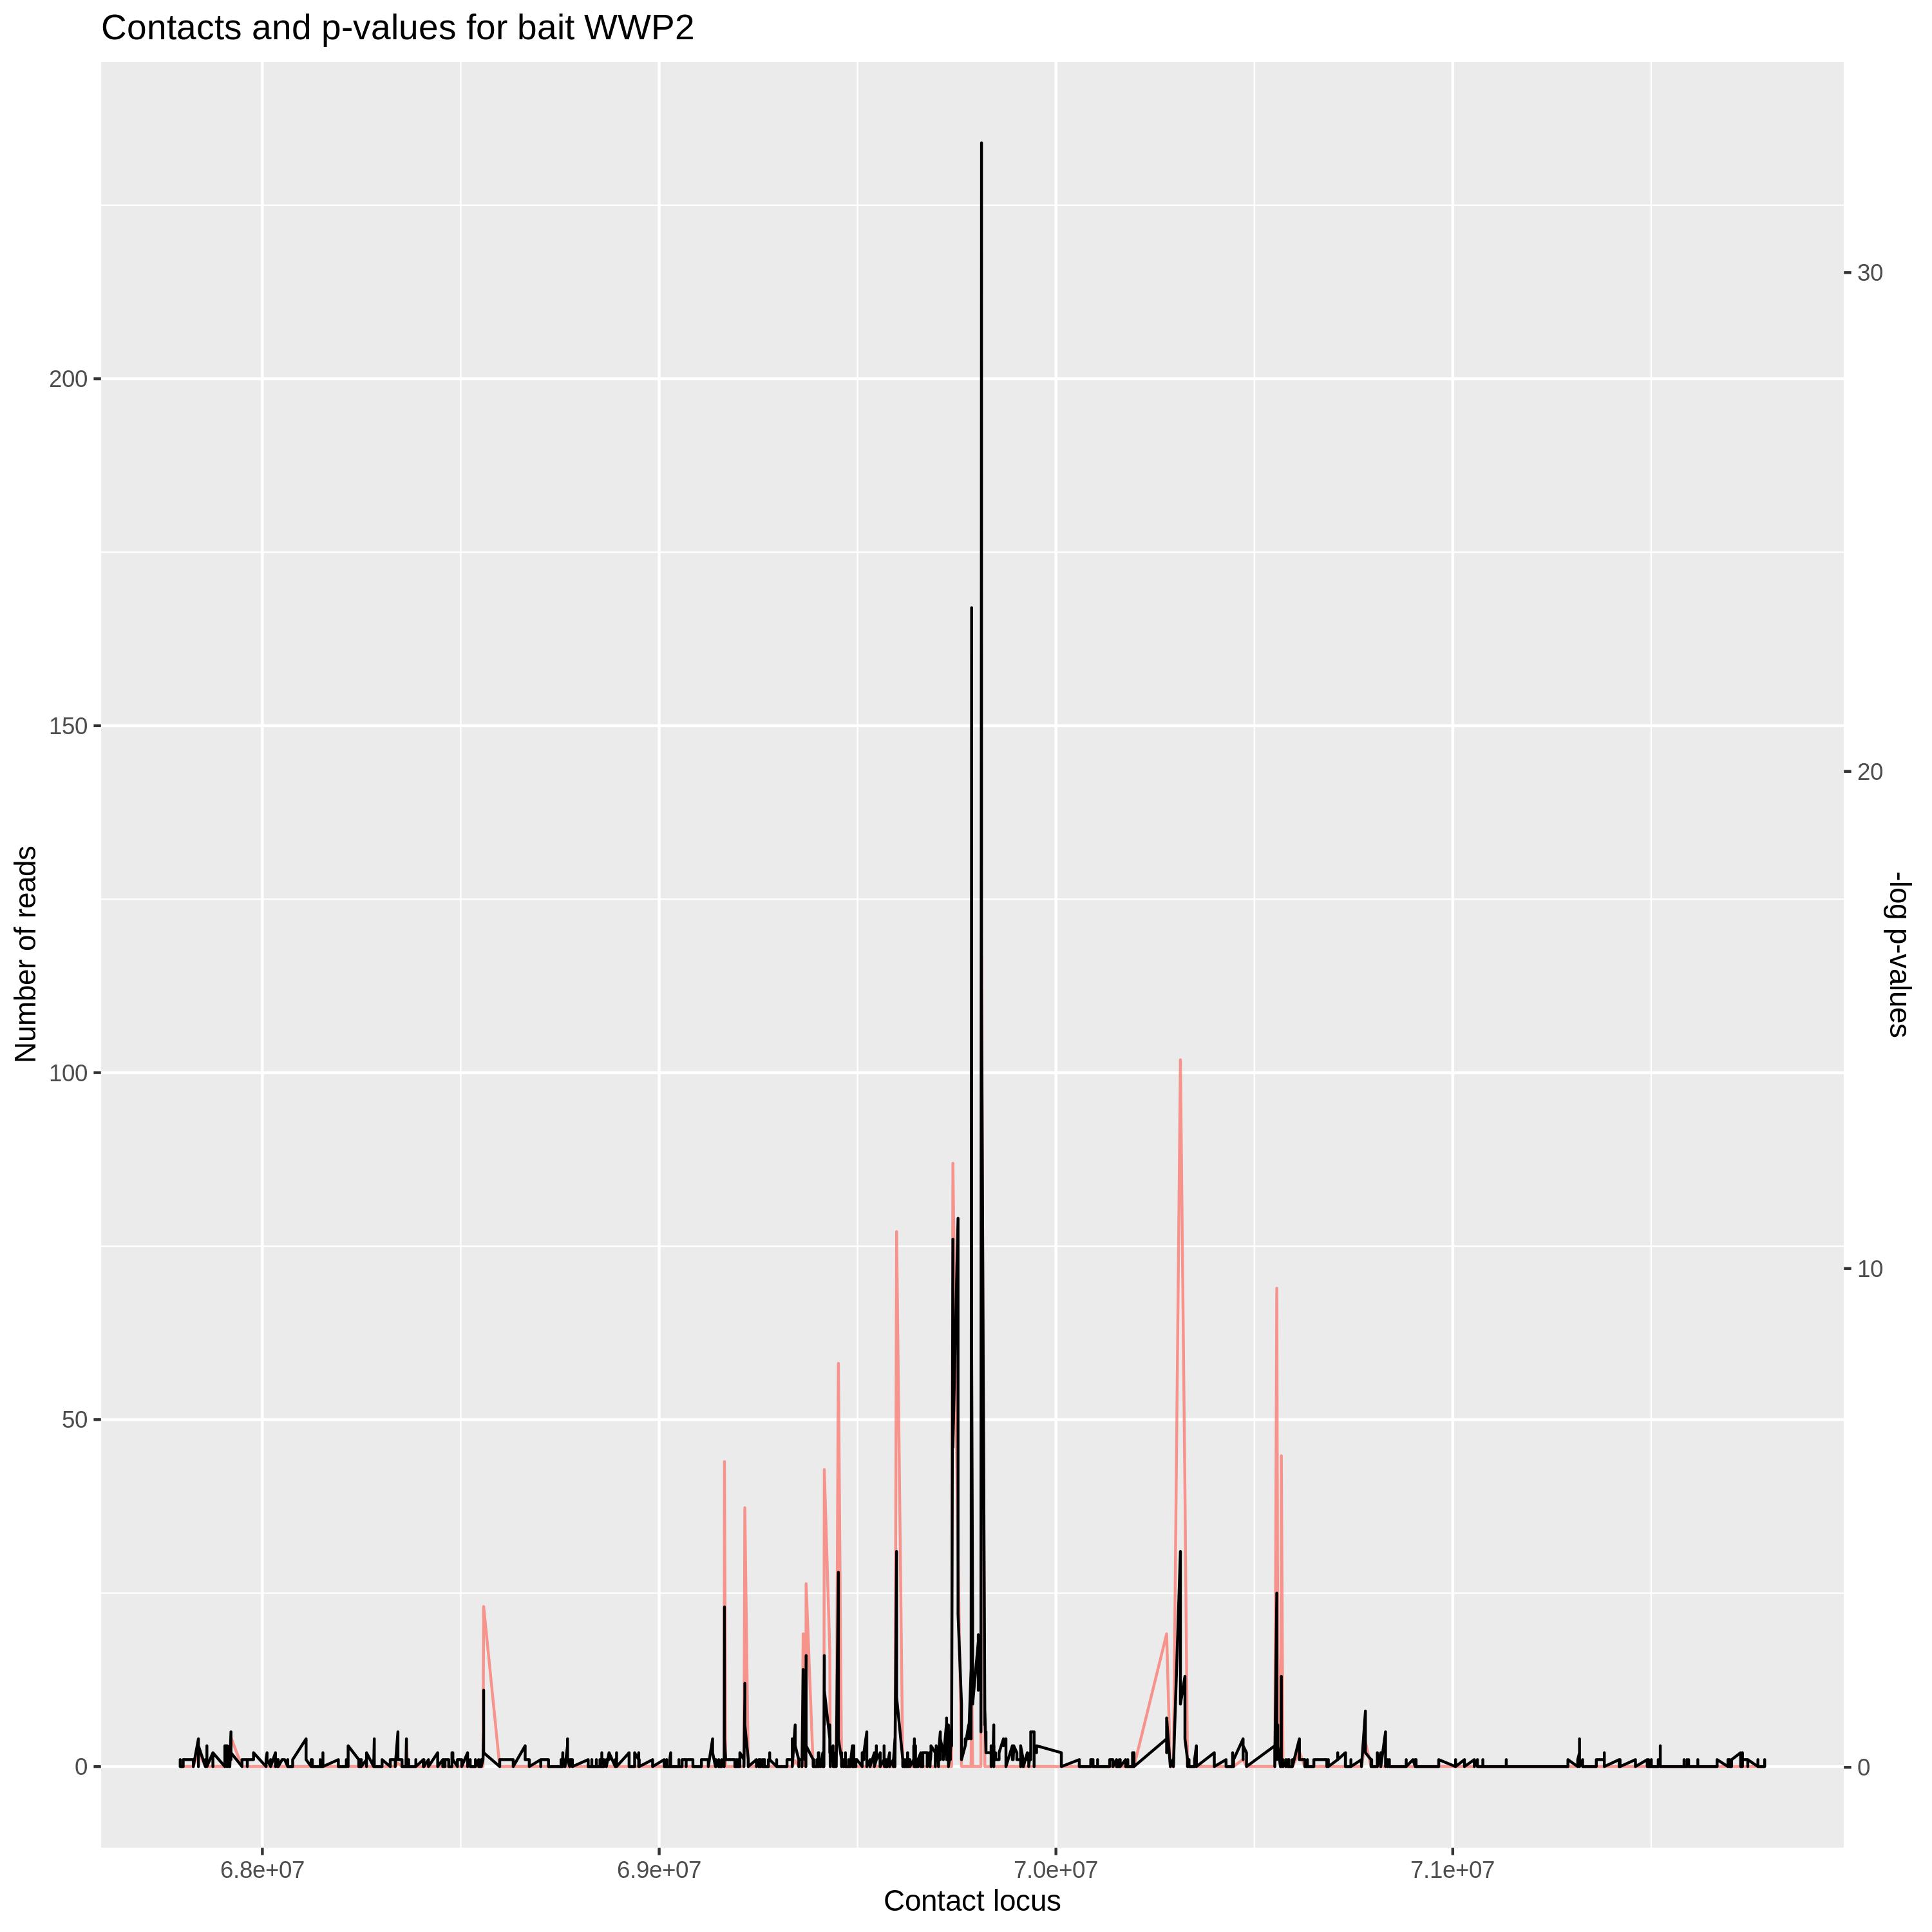 Contacts and p-values for bait WWP2
200
150
100
50
0
Number of reads
30
20
10
0
-log p-values
6.8e+07
6.9e+07
7.0e+07
7.1e+07
Contact locus